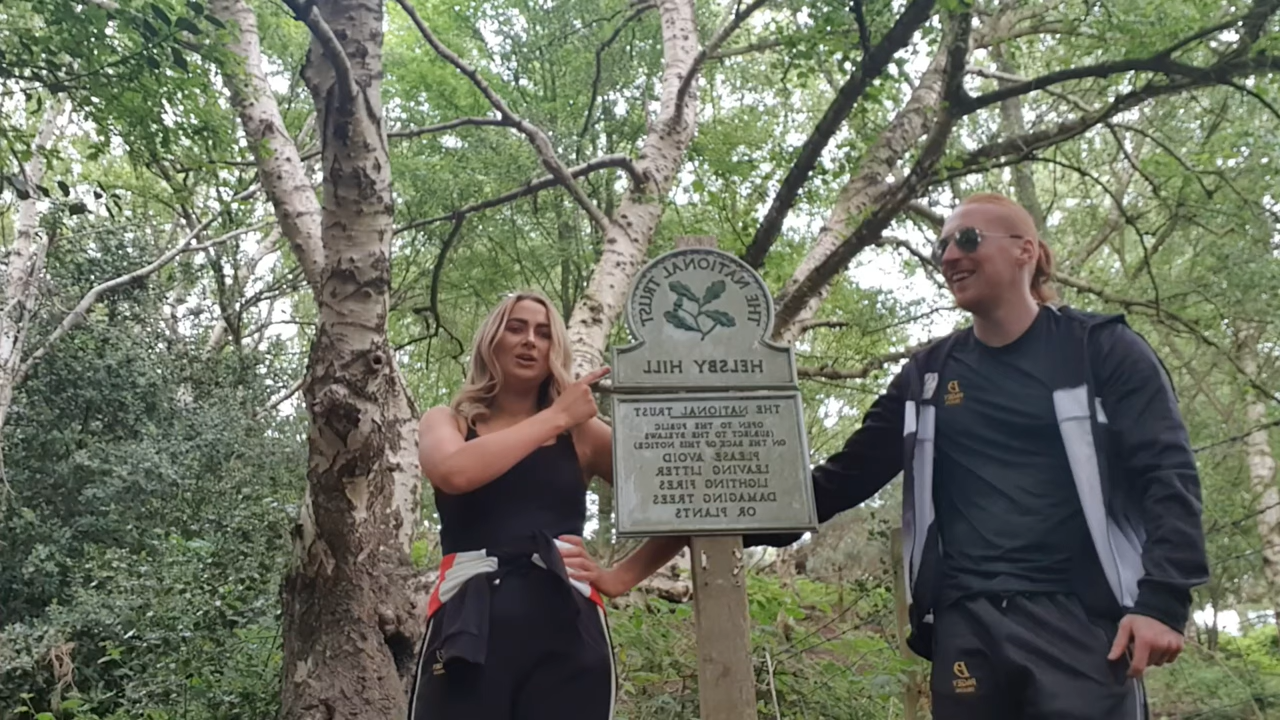 THE NATIONAL TRUST
HELSBY HILL
THE NATIONAL TRUST
OPEN TO THE PUBLIC
(SUBJECT TO THE BYELAWS
ON THE BACK OF THIS NOTICE)
PLEASE AVOID
LEAVING LITTER
LIGHTING FIRES
DAMAGING TREES
OR PLANTS